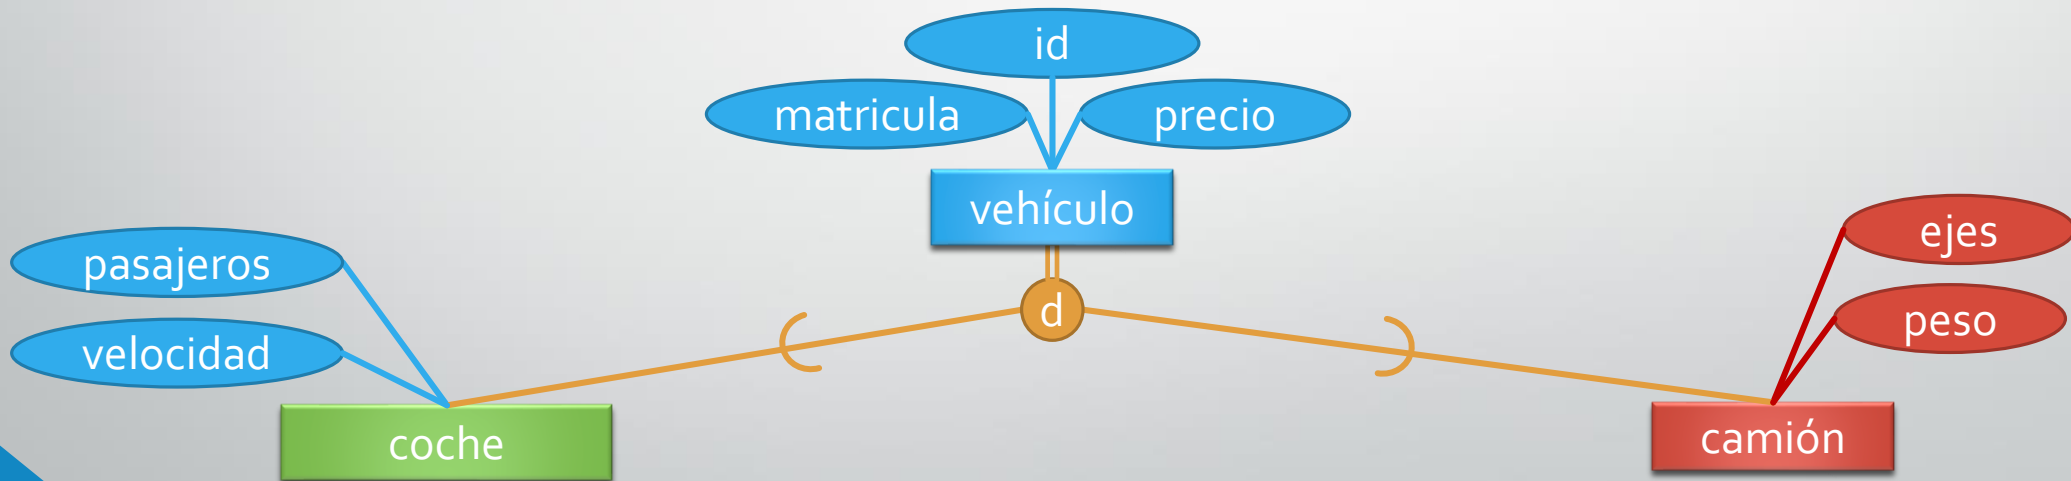 id
matricula
precio
vehículo
pasajeros
velocidad
d
ejes
peso
coche
camión